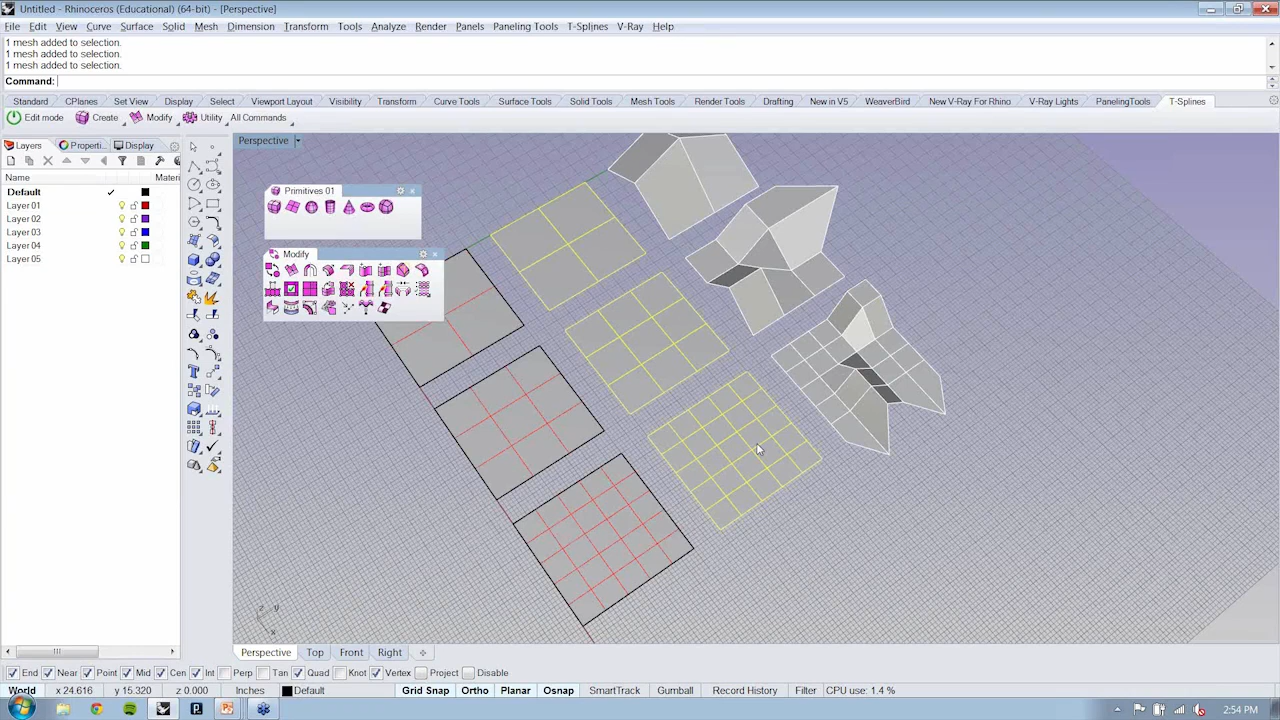 Untitled - Rhinoceros (Educational) (64-bit) - [Perspective]
File Edit View Curve Surface Solid Mesh Dimension Transform Tools Analyze Render Panels Paneling Tools T-Splines V-Ray Help
1 mesh added to selection.
1 mesh added to selection.
1 mesh added to selection.
Command:
Standard CPlanes Set View Display Select Viewport Layout Visibility Transform Curve Tools Surface Tools Solid Tools Mesh Tools Render Tools Drafting New in V5 WeaverBird New V-Ray For Rhino V-Ray Lights PanelingTools T-Splines
Edit mode Create Modify Utility All Commands
Layers Properti... Display
Perspective
Name Materi
Default
Layer 01
Layer 02
Layer 03
Layer 04
Layer 05
Primitives 01
Modify
z y
x
Perspective Top Front Right
End Near Point Mid Cen Int Perp Tan Quad Knot Vertex Project Disable
World x 24.616 y 15.320 z 0.000 Inches Default Grid Snap Ortho Planar Osnap SmartTrack Gumball Record History Filter CPU use: 1.4 %
2:54 PM